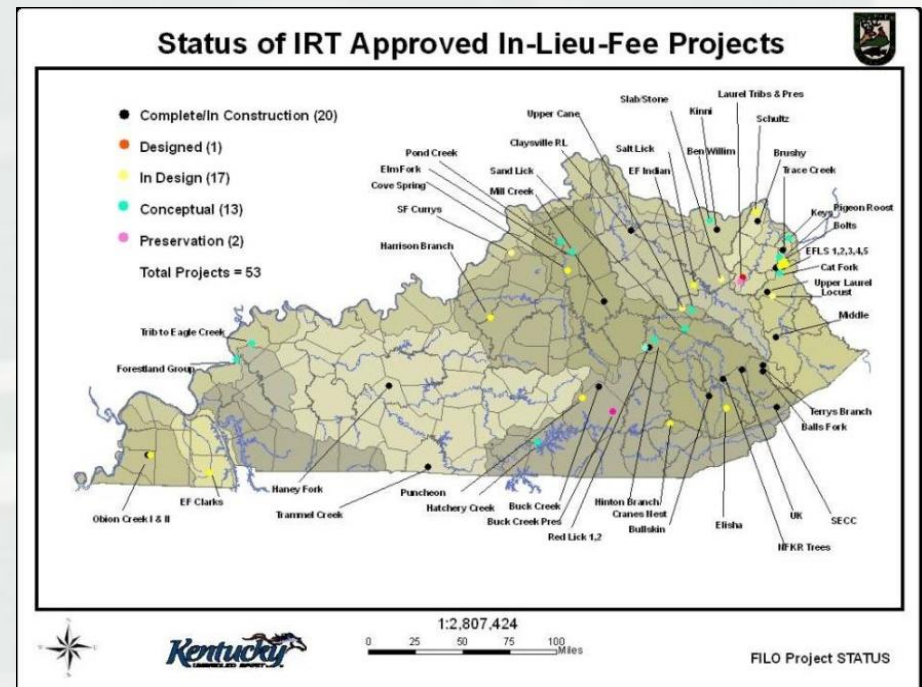 Status of IRT Approved In-Lieu-Fee Projects
Complete/In Construction (20)
Designed (1)
In Design (17)
Conceptual (13)
Preservation (2)
Total Projects = 53
Laurel Tribs & Pres
Slab/Stone
Kinni
Schultz
Upper Cane
Claysville RL
Salt Lick
Ben Willim
Brushy
Pond Creek
Elm Fork
Sand Lick
EF Indian
Trace Creek
Cove Spring
Mill Creek
Keys
Pigeon Roost
SF Currys
Bolts
Harrison Branch
EFLS 1,2,3,4,5
Cat Fork
Upper Laurel
Locust
Middle
Trib to Eagle Creek
Forestland Group
Terrys Branch
Balls Fork
Obion Creek I & II
EF Clarks
Haney Fork
Trammel Creek
Puncheon
Hatchery Creek
Buck Creek
Buck Creek Pres
Red Lick 1,2
Hinton Branch
Cranes Nest
Bullskin
Elisha
NFKR Trees
UK
SECC
1:2,807,424
0 25 50 75 100
Miles
Kentucky
UNBRIDLED SPIRIT
FILO Project STATUS